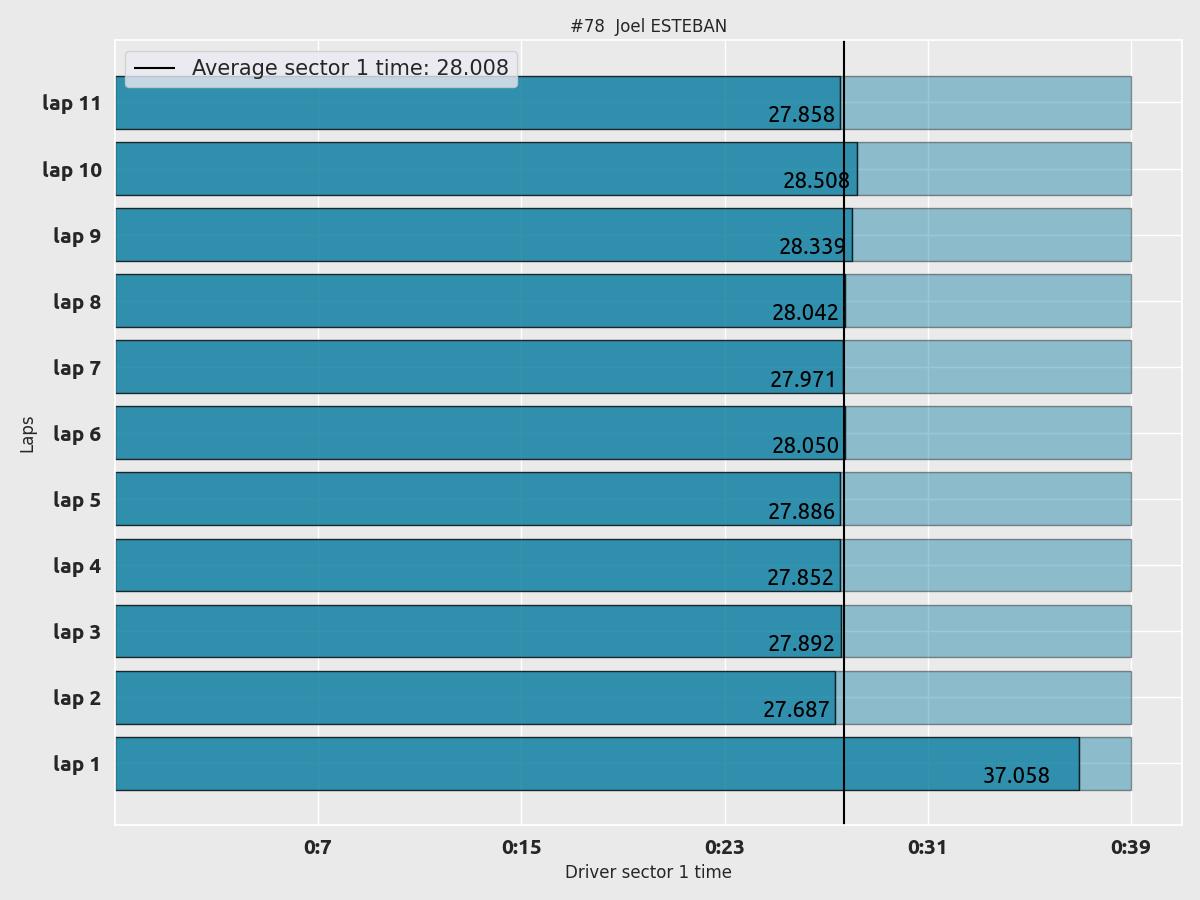 #78 Joel ESTEBAN
Average sector 1 time: 28.008
lap 11 27.858
lap 10 28.508
lap 9 28.339
lap 8 28.042
lap 7 27.971
lap 6 28.050
lap 5 27.886
lap 4 27.852
lap 3 27.892
lap 2 27.687
lap 1 37.058
Laps
0:7 0:15 0:23 0:31 0:39
Driver sector 1 time